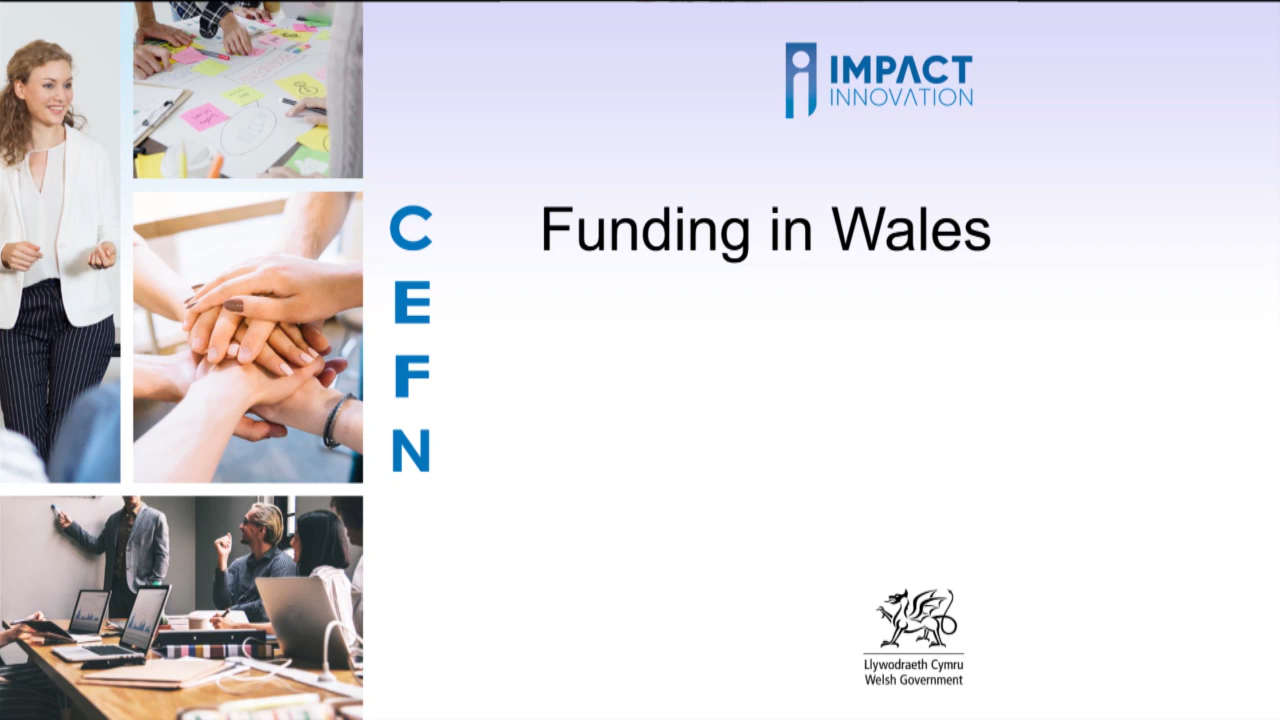 IMPACT
INNOVATION
Funding in Wales
C
E
F
N
Llywodraeth Cymru
Welsh Government